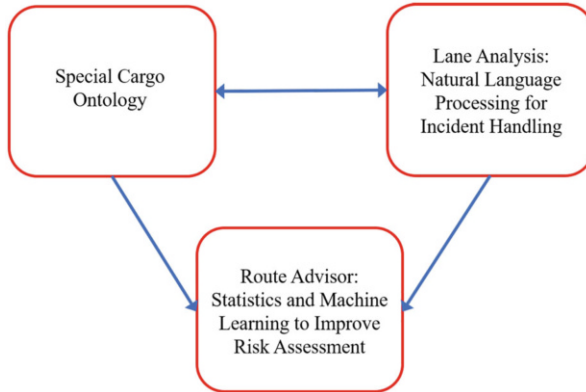 Special Cargo
Ontology
Lane Analysis:
Natural Language
Processing for
Incident Handling
Route Advisor:
Statistics and Machine
Learning to Improve
Risk Assessment